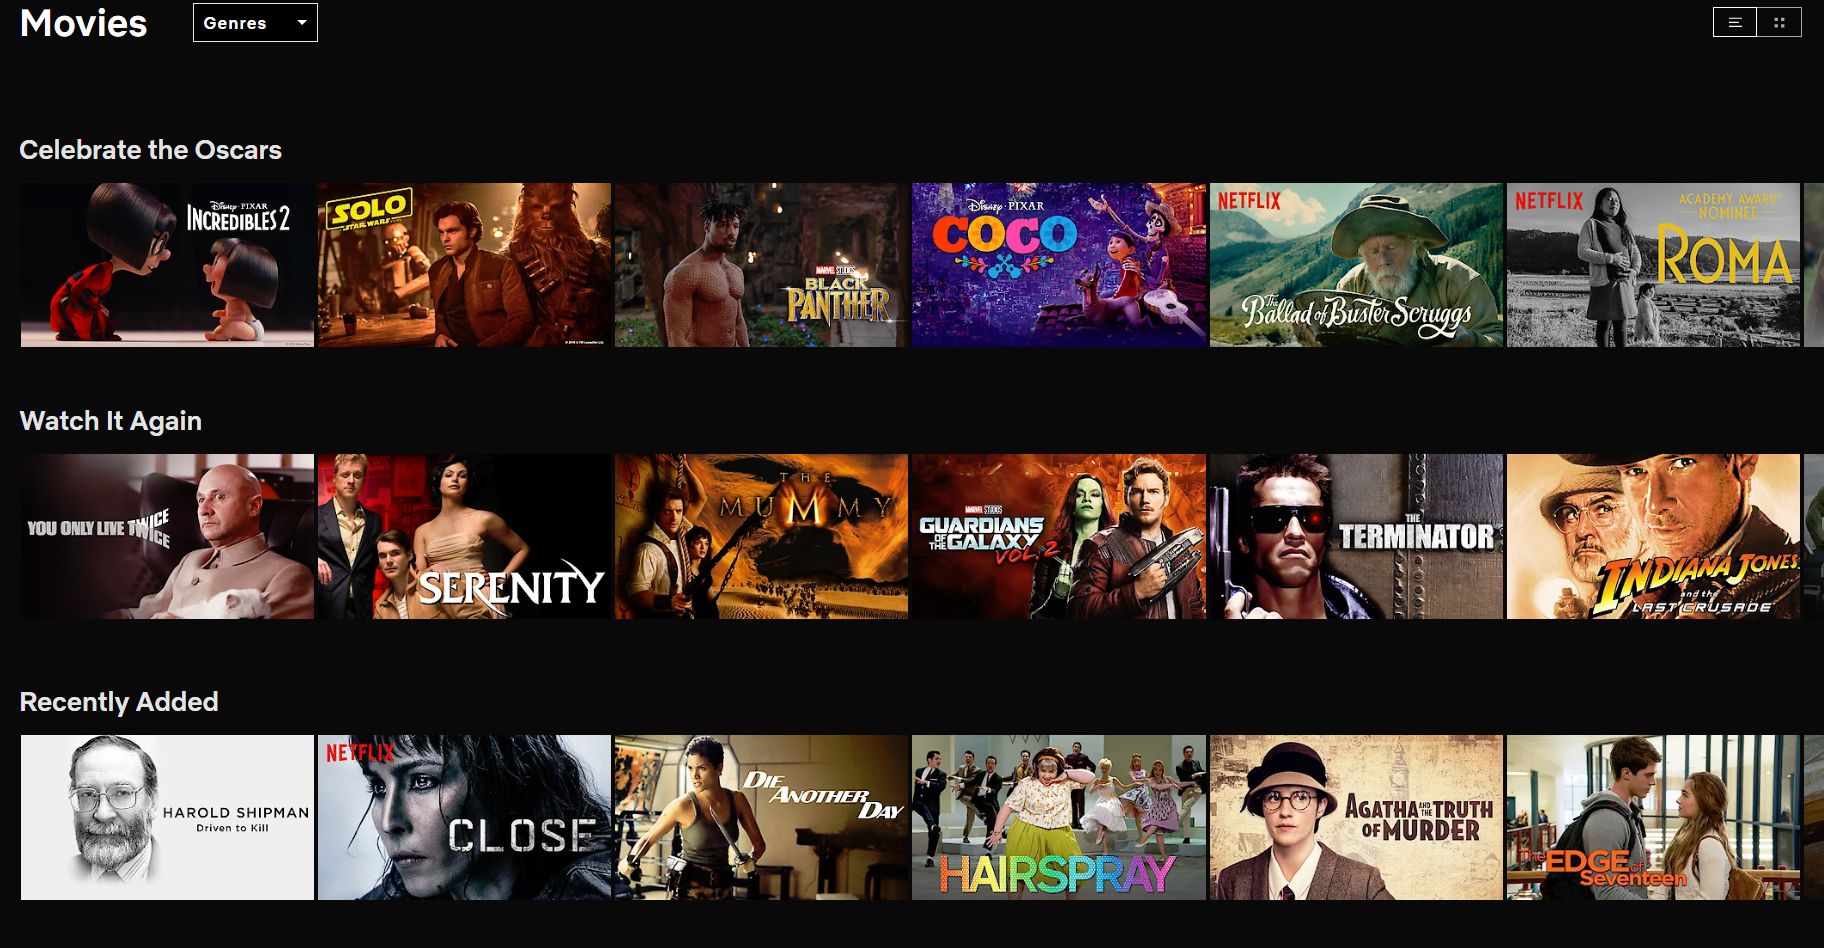 Movies
Genres
Celebrate the Oscars
DISNEY · PIXAR
INCREDIBLES 2
SOLO
A STAR WARS STORY
MARVEL STUDIOS
BLACK
PANTHER
DISNEY · PIXAR
COCO
NETFLIX
The
Ballad of Buster Scruggs
NETFLIX
ACADEMY AWARD®
NOMINEE
ROMA
Watch It Again
YOU ONLY LIVE TWICE
TWICE
SERENITY
THE
MUMMY
MARVEL STUDIOS
GUARDIANS
OF THE GALAXY
VOL. 2
THE
TERMINATOR
INDIANA JONES
and the
LAST CRUSADE
Recently Added
HAROLD SHIPMAN
Driven to Kill
NETFLIX
CLOSE
DIE
ANOTHER
DAY
HAIRSPRAY
AGATHA AND THE TRUTH
OF MURDER
The EDGE of
Seventeen